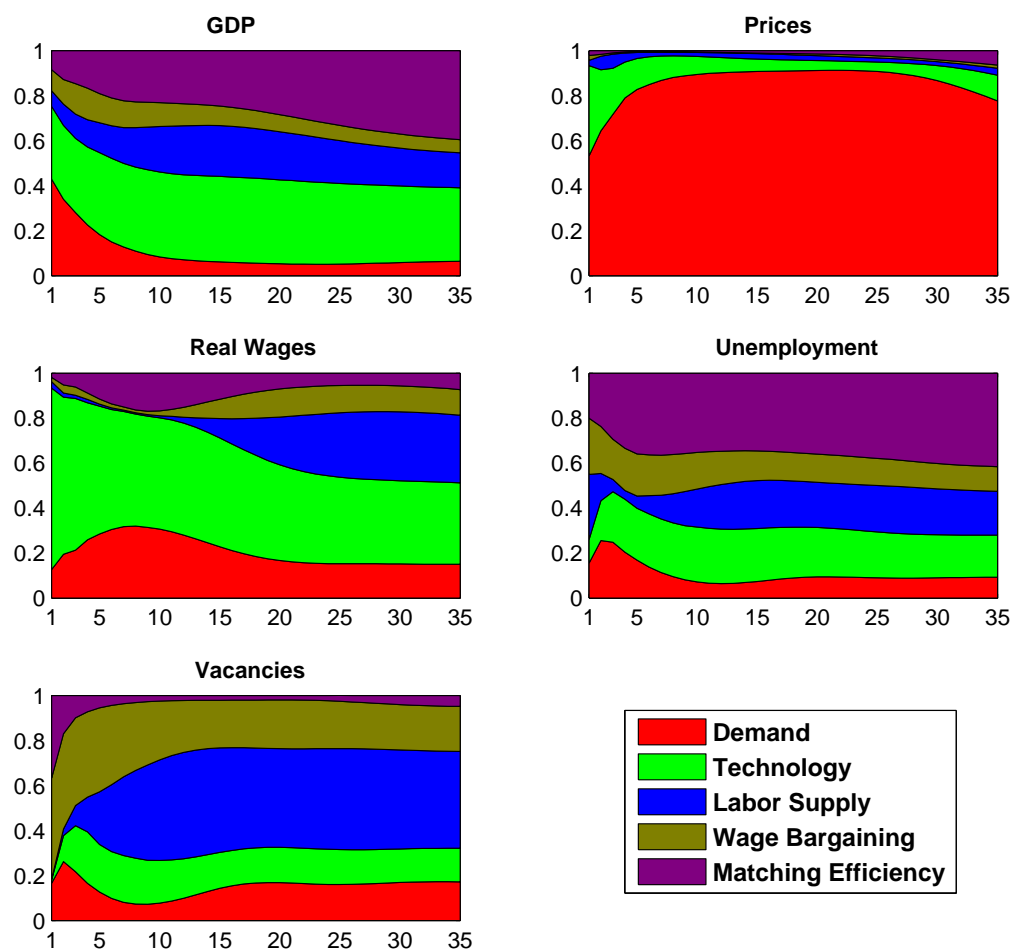 GDP
1
0.8
0.6
0.4
0.2
0
1 5 10 15 20 25 30 35
Prices
1
0.8
0.6
0.4
0.2
0
1 5 10 15 20 25 30 35
Real Wages
1
0.8
0.6
0.4
0.2
0
1 5 10 15 20 25 30 35
Unemployment
1
0.8
0.6
0.4
0.2
0
1 5 10 15 20 25 30 35
Vacancies
1
0.8
0.6
0.4
0.2
0
1 5 10 15 20 25 30 35
Demand
Technology
Labor Supply
Wage Bargaining
Matching Efficiency